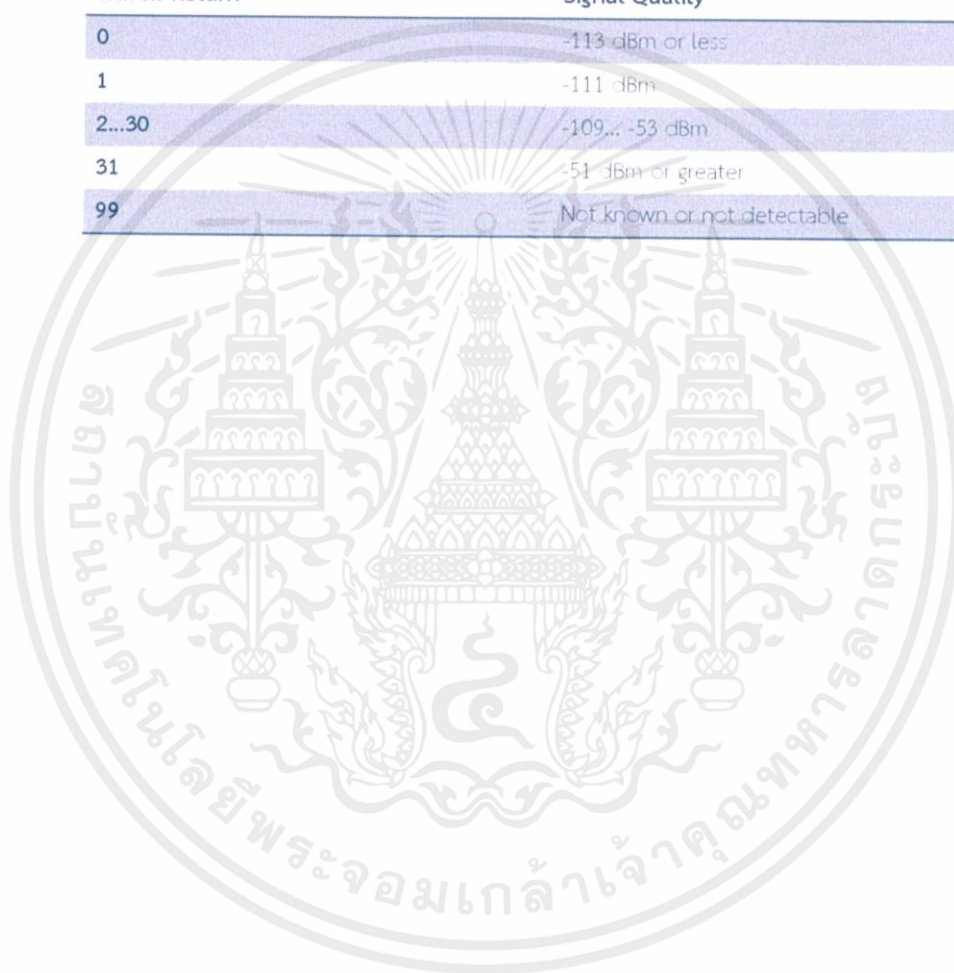 Signal Quality
0 -113 dBm or less
1 -111 dBm
2...30 -109... -53 dBm
31 -51 dBm or greater
99 Not known or not detectable
สถาบันเทคโนโลยีพระจอมเกล้าเจ้าคุณทหารลาดกระบัง